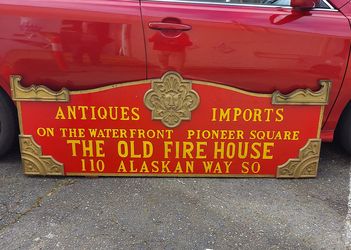 ANTIQUES IMPORTS
ON THE WATERFRONT PIONEER SQUARE
THE OLD FIRE HOUSE
110 ALASKAN WAY SO